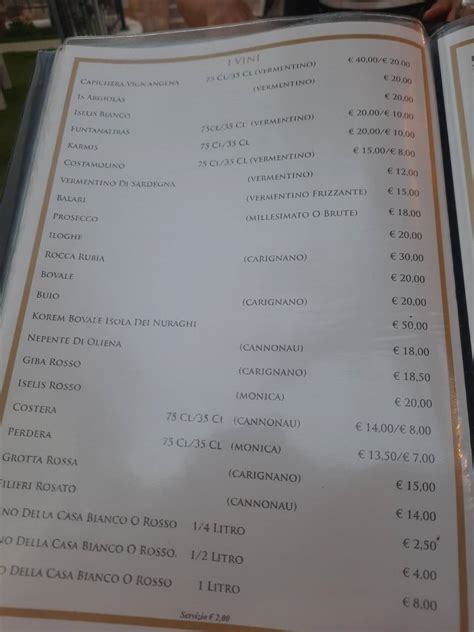 I VINI
CAPICHERA VIGN'ANGENA 75 CL/35 CL (VERMENTINO) € 40,00/€ 20,00
IS ARGIOLAS (VERMENTINO) € 20,00
ISELIS BIANCO € 20,00
FUNTANALIRAS 75CL/35 CL (VERMENTINO) € 20,00/€ 10,00
KARMIS 75 CL/35 CL € 20,00/€ 10,00
COSTAMOLINO 75 CL/35 CL (VERMENTINO) € 15,00/€ 8,00
VERMENTINO DI SARDEGNA (VERMENTINO) € 12,00
BALARI (VERMENTINO FRIZZANTE) € 15,00
PROSECCO (MILLESIMATO O BRUTE) € 18,00
ILOGHE € 20,00
ROCCA RUBIA (CARIGNANO) € 30,00
BOVALE € 20,00
BUIO (CARIGNANO) € 20,00
KOREM BOVALE ISOLA DEI NURAGHI € 50,00
NEPENTE DI OLIENA (CANNONAU) € 18,00
GIBA ROSSO (CARIGNANO) € 18,50
ISELIS ROSSO (MONICA) € 20,00
COSTERA 75 CL/35 CL (CANNONAU) € 14,00/€ 8,00
PERDERA 75 CL/35 CL (MONICA) € 13,50/€ 7,00
GROTTA ROSSA (CARIGNANO) € 15,00
FILIERI ROSATO (CANNONAU) € 14,00
NO DELLA CASA BIANCO O ROSSO 1/4 LITRO € 2,50
NO DELLA CASA BIANCO O ROSSO. 1/2 LITRO € 4,00
O DELLA CASA BIANCO O ROSSO 1 LITRO € 8,00
Servizio € 2,00